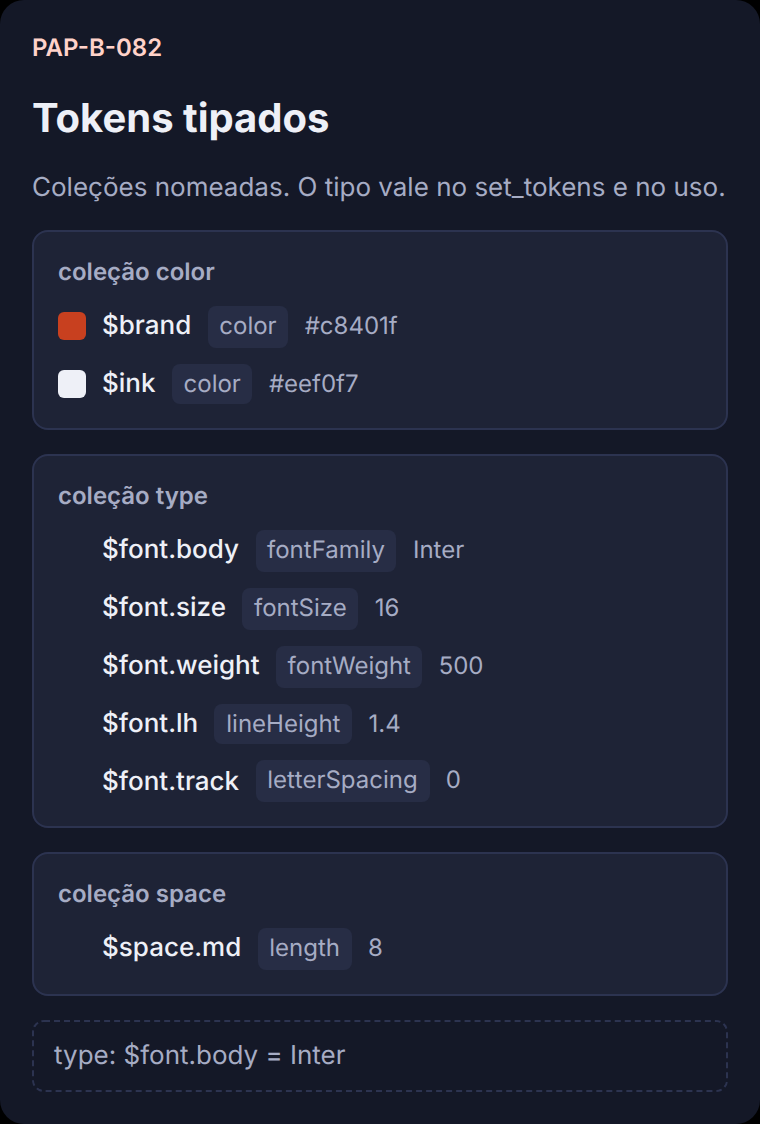 PAP-B-082
Tokens tipados
Coleções nomeadas. O tipo vale no set_tokens e no uso.
coleção color
$brand color #c8401f
$ink color #eef0f7
coleção type
$font.body fontFamily Inter
$font.size fontSize 16
$font.weight fontWeight 500
$font.lh lineHeight 1.4
$font.track letterSpacing 0
coleção space
$space.md length 8
type: $font.body = Inter